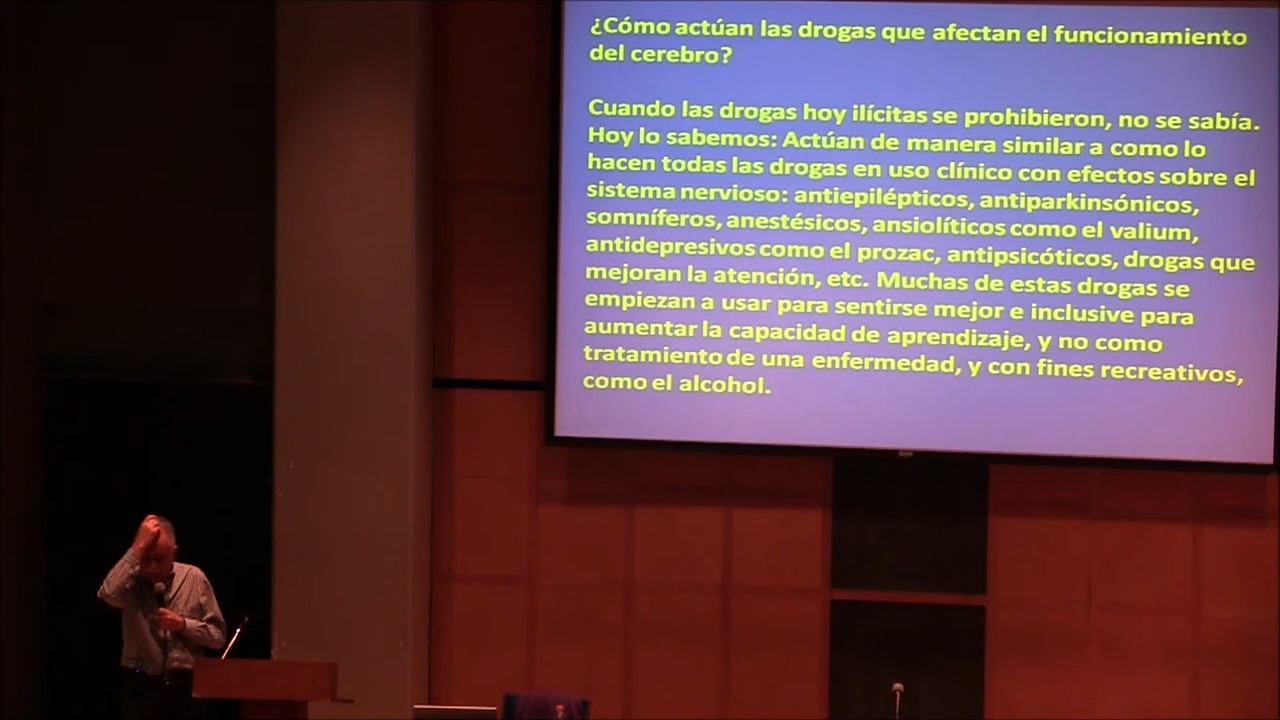 ¿Cómo actúan las drogas que afectan el funcionamiento
del cerebro?
Cuando las drogas hoy ilícitas se prohibieron, no se sabía.
Hoy lo sabemos: Actúan de manera similar a como lo
hacen todas las drogas en uso clínico con efectos sobre el
sistema nervioso: antiepilépticos, antiparkinsónicos,
somníferos, anestésicos, ansiolíticos como el valium,
antidepresivos como el prozac, antipsicóticos, drogas que
mejoran la atención, etc. Muchas de estas drogas se
empiezan a usar para sentirse mejor e inclusive para
aumentar la capacidad de aprendizaje, y no como
tratamiento de una enfermedad, y con fines recreativos,
como el alcohol.